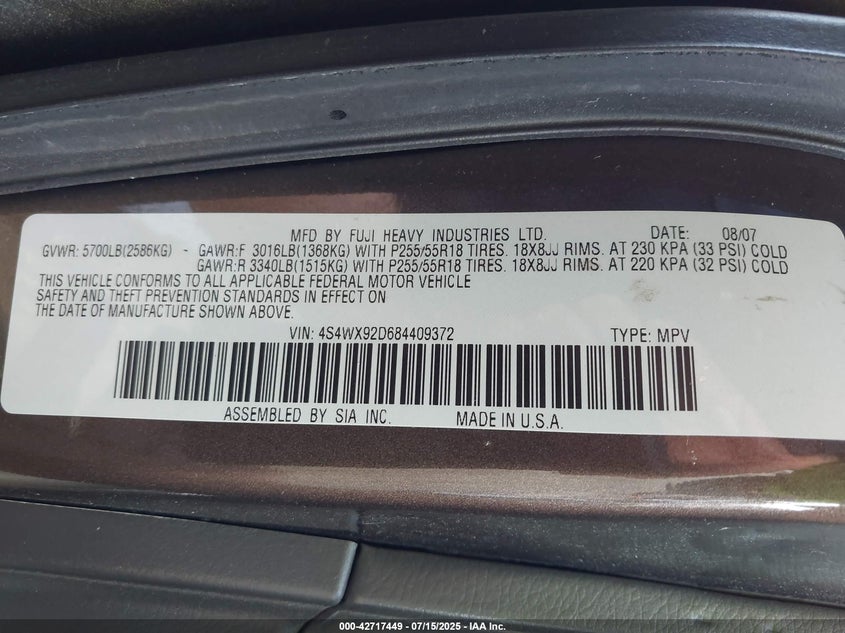 MFD BY FUJI HEAVY INDUSTRIES LTD. DATE: 08/07
GVWR: 5700LB(2586KG) - GAWR:F 3016LB(1368KG) WITH P255/55R18 TIRES. 18X8JJ RIMS. AT 230 KPA (33 PSI) COLD
GAWR:R 3340LB(1515KG) WITH P255/55R18 TIRES. 18X8JJ RIMS. AT 220 KPA (32 PSI) COLD
THIS VEHICLE CONFORMS TO ALL APPLICABLE FEDERAL MOTOR VEHICLE
SAFETY AND THEFT PREVENTION STANDARDS IN EFFECT ON
THE DATE OF MANUFACTURE SHOWN ABOVE.
VIN: 4S4WX92D684409372 TYPE: MPV
ASSEMBLED BY SIA INC. MADE IN U.S.A.
000-42717449 - 07/15/2025 - IAA Inc.